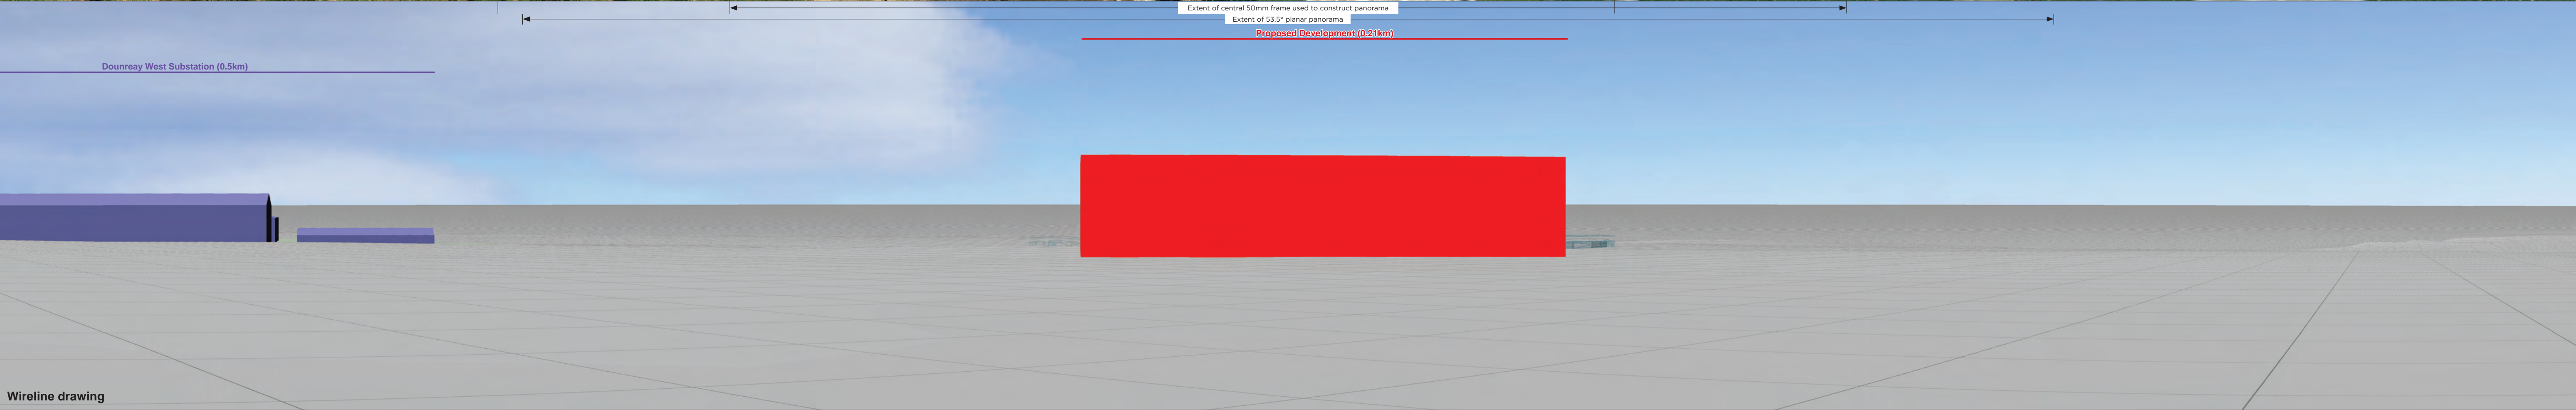 Extent of central 50mm frame used to construct panorama
Extent of 53.5° planar panorama
Proposed Development (0.21km)
Dounreay West Substation (0.5km)
Wireline drawing